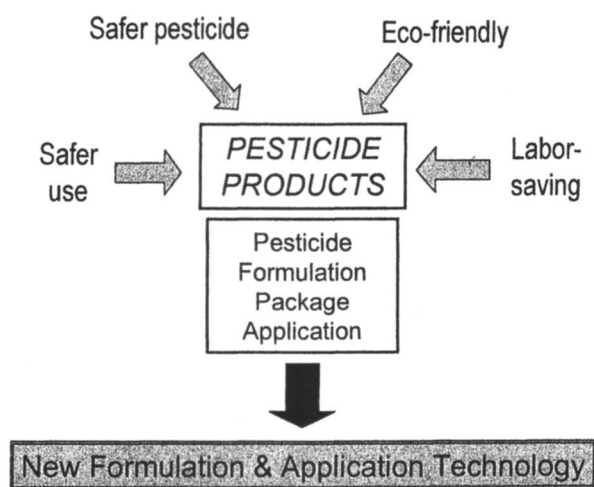 Safer pesticide
Eco-friendly
Safer
use
PESTICIDE
PRODUCTS
Labor-
saving
Pesticide
Formulation
Package
Application
New Formulation & Application Technology